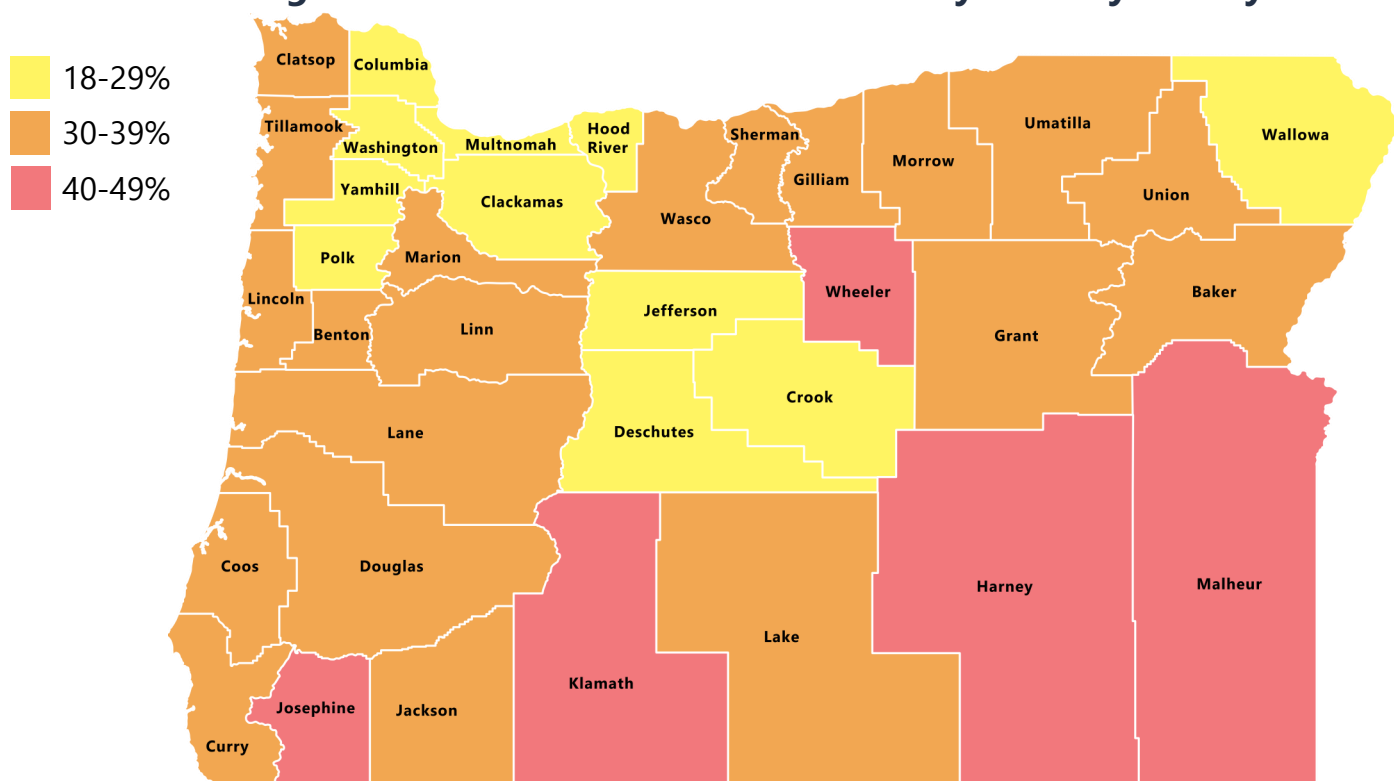 18-29%
30-39%
40-49%
Clatsop
Columbia
Tillamook
Washington
Multnomah
Hood
River
Sherman
Gilliam
Morrow
Umatilla
Wallowa
Yamhill
Clackamas
Wasco
Union
Polk
Marion
Lincoln
Benton
Linn
Jefferson
Wheeler
Grant
Baker
Lane
Deschutes
Crook
Coos
Douglas
Lake
Harney
Malheur
Curry
Josephine
Jackson
Klamath